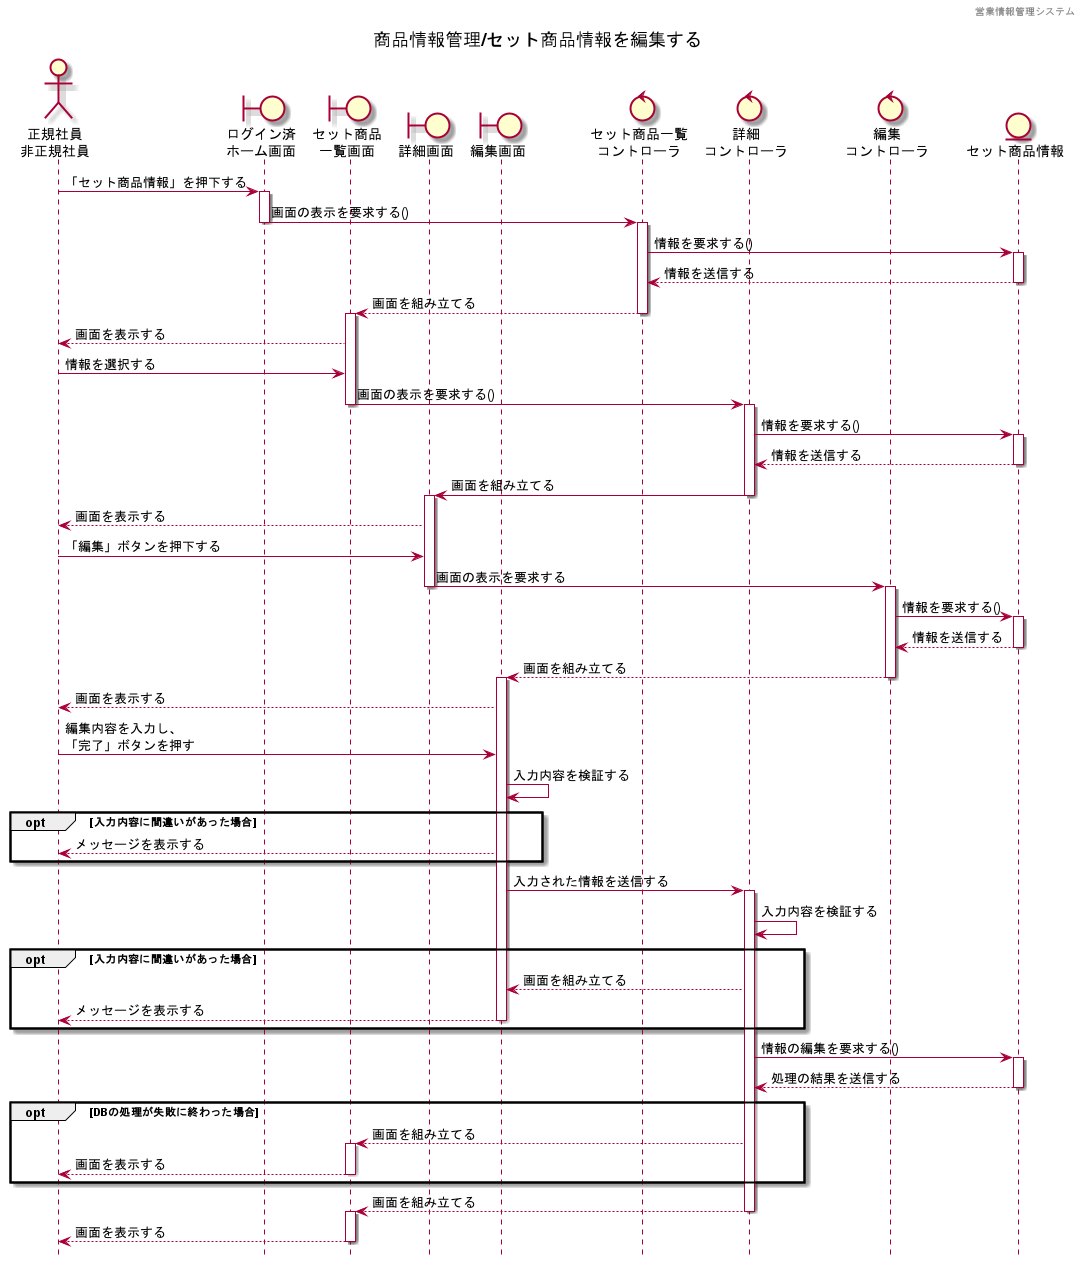 営業情報管理システム
商品情報管理/セット商品情報を編集する
正規社員
非正規社員
ログイン済
ホーム画面
セット商品
一覧画面
詳細画面
編集画面
セット商品一覧
コントローラ
詳細
コントローラ
編集
コントローラ
セット商品情報
「セット商品情報」を押下する
画面の表示を要求する()
情報を要求する()
情報を送信する
画面を組み立てる
画面を表示する
情報を選択する
画面の表示を要求する()
情報を要求する()
情報を送信する
画面を組み立てる
画面を表示する
「編集」ボタンを押下する
画面の表示を要求する
情報を要求する()
情報を送信する
画面を組み立てる
画面を表示する
編集内容を入力し、
「完了」ボタンを押す
入力内容を検証する
opt [入力内容に間違いがあった場合]
メッセージを表示する
入力された情報を送信する
入力内容を検証する
opt [入力内容に間違いがあった場合]
画面を組み立てる
メッセージを表示する
情報の編集を要求する()
処理の結果を送信する
opt [DBの処理が失敗に終わった場合]
画面を組み立てる
画面を表示する
画面を組み立てる
画面を表示する